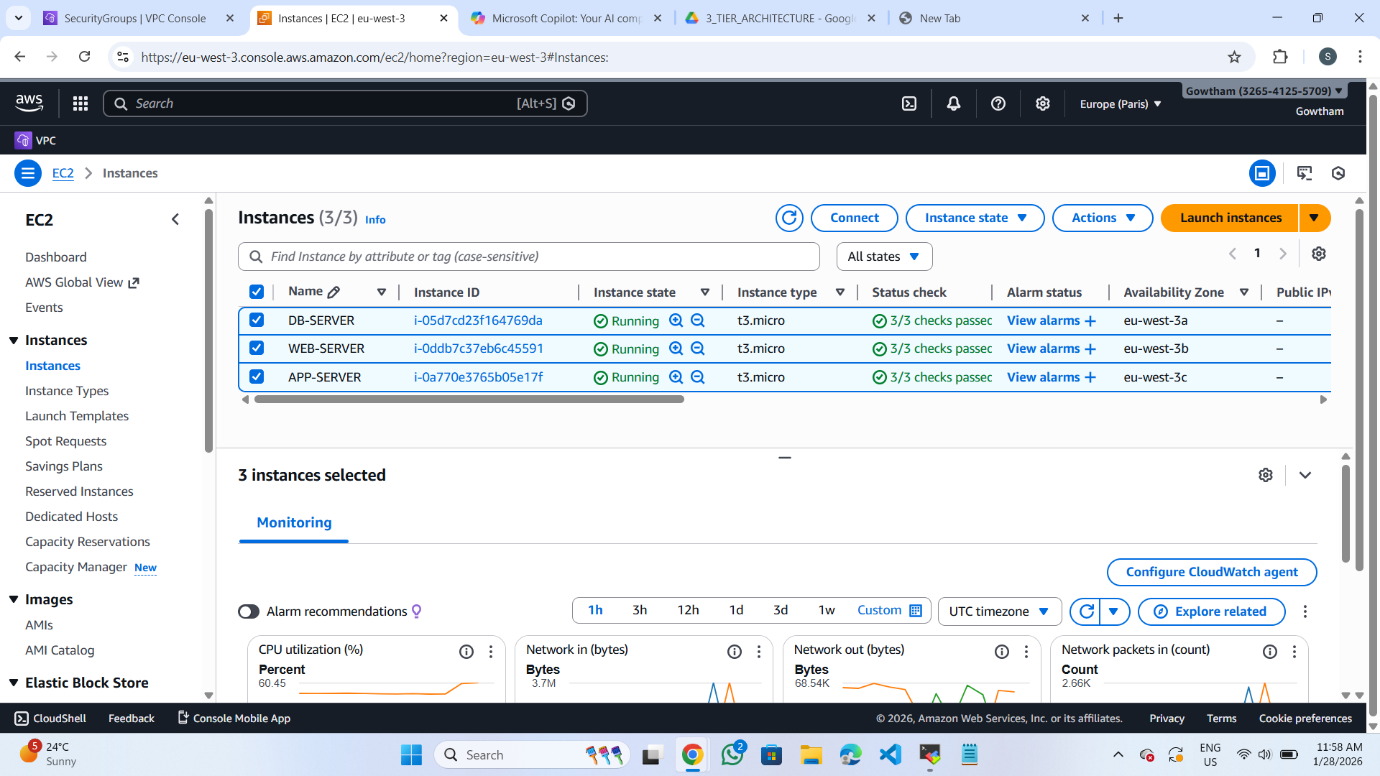 SecurityGroups | VPC Console
Instances | EC2 | eu-west-3
Microsoft Copilot: Your AI comp
3_TIER_ARCHITECTURE - Google
New Tab
https://eu-west-3.console.aws.amazon.com/ec2/home?region=eu-west-3#Instances:
S
aws
Search
[Alt+S]
Europe (Paris)
Gowtham (3265-4125-5709)
Gowtham
VPC
EC2
Instances
EC2
Dashboard
AWS Global View
Events
Instances
Instances
Instance Types
Launch Templates
Spot Requests
Savings Plans
Reserved Instances
Dedicated Hosts
Capacity Reservations
Capacity Manager New
Images
AMIs
AMI Catalog
Elastic Block Store
Instances (3/3) Info
Connect
Instance state
Actions
Launch instances
Find Instance by attribute or tag (case-sensitive)
All states
1
Name Instance ID Instance state Instance type Status check Alarm status Availability Zone Public IPv
DB-SERVER i-05d7cd23f164769da Running t3.micro 3/3 checks passed View alarms + eu-west-3a –
WEB-SERVER i-0ddb7c37eb6c45591 Running t3.micro 3/3 checks passed View alarms + eu-west-3b –
APP-SERVER i-0a770e3765b05e17f Running t3.micro 3/3 checks passed View alarms + eu-west-3c –
3 instances selected
Monitoring
Configure CloudWatch agent
Alarm recommendations
1h 3h 12h 1d 3d 1w Custom
UTC timezone
Explore related
CPU utilization (%)
Percent
60.45
Network in (bytes)
Bytes
3.7M
Network out (bytes)
Bytes
68.54K
Network packets in (count)
Count
2.66K
CloudShell Feedback Console Mobile App
© 2026, Amazon Web Services, Inc. or its affiliates. Privacy Terms Cookie preferences
5
24°C
Sunny
Search
2
ENG
US
11:58 AM
1/28/2026